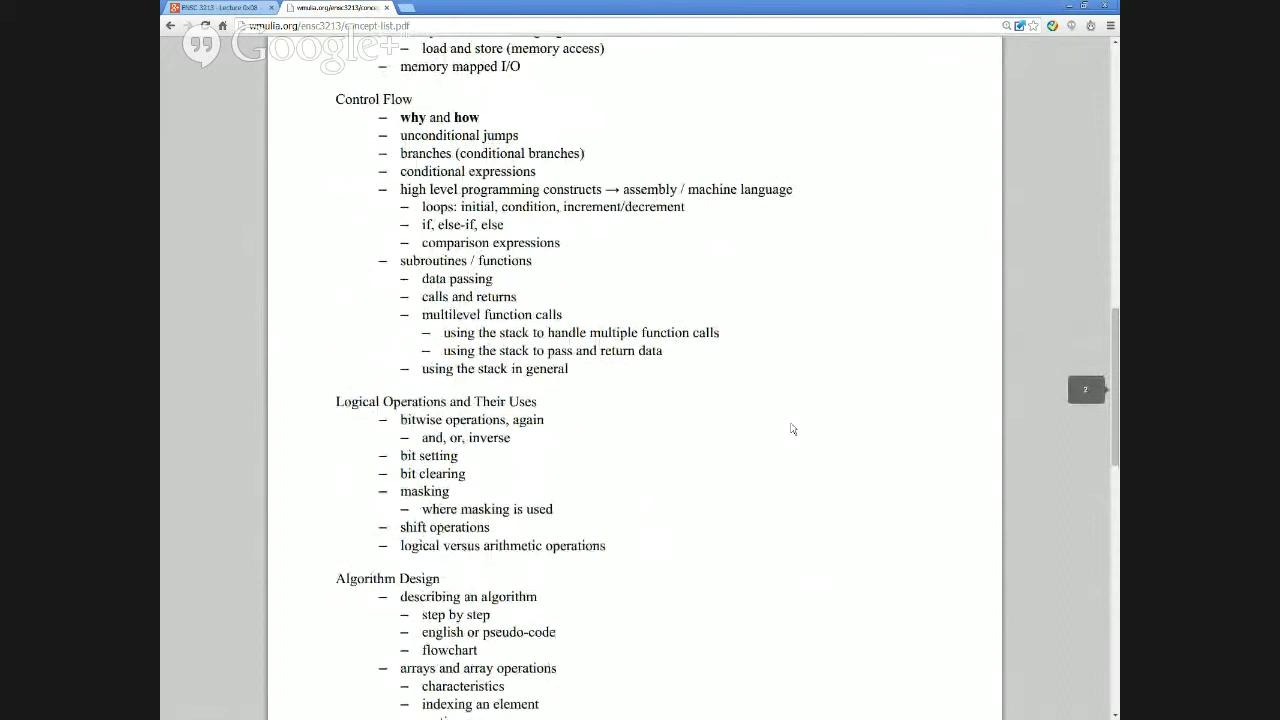 ENSC 3213 - Lecture 0x08 -
wmulia.org/ensc3213/conce
wmulia.org/ensc3213/concept-list.pdf
Google+
– load and store (memory access)
– memory mapped I/O
Control Flow
– why and how
– unconditional jumps
– branches (conditional branches)
– conditional expressions
– high level programming constructs → assembly / machine language
– loops: initial, condition, increment/decrement
– if, else-if, else
– comparison expressions
– subroutines / functions
– data passing
– calls and returns
– multilevel function calls
– using the stack to handle multiple function calls
– using the stack to pass and return data
– using the stack in general
2
Logical Operations and Their Uses
– bitwise operations, again
– and, or, inverse
– bit setting
– bit clearing
– masking
– where masking is used
– shift operations
– logical versus arithmetic operations
Algorithm Design
– describing an algorithm
– step by step
– english or pseudo-code
– flowchart
– arrays and array operations
– characteristics
– indexing an element